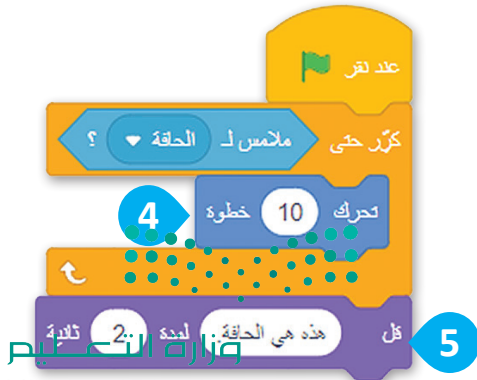 عند نقر
كرّر حتى ملامس لـ الحافة ؟
4 تحرك 10 خطوة
قل هذه هي الحافة. لمدة 2 ثانية 5
وزارة التعليم